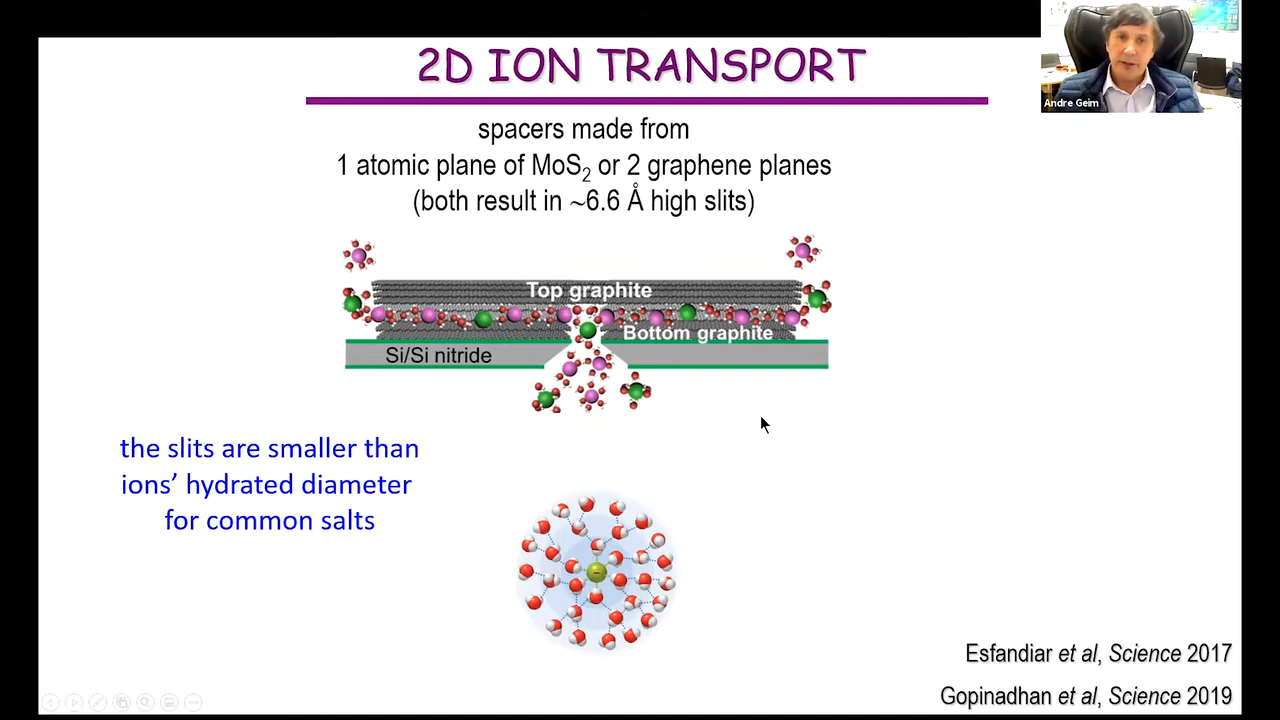 2D ION TRANSPORT
Andre Geim
spacers made from
1 atomic plane of MoS₂ or 2 graphene planes
(both result in ~6.6 Å high slits)
Top graphite
Bottom graphite
Si/Si nitride
the slits are smaller than
ions’ hydrated diameter
for common salts
Esfandiar et al, Science 2017
Gopinadhan et al, Science 2019